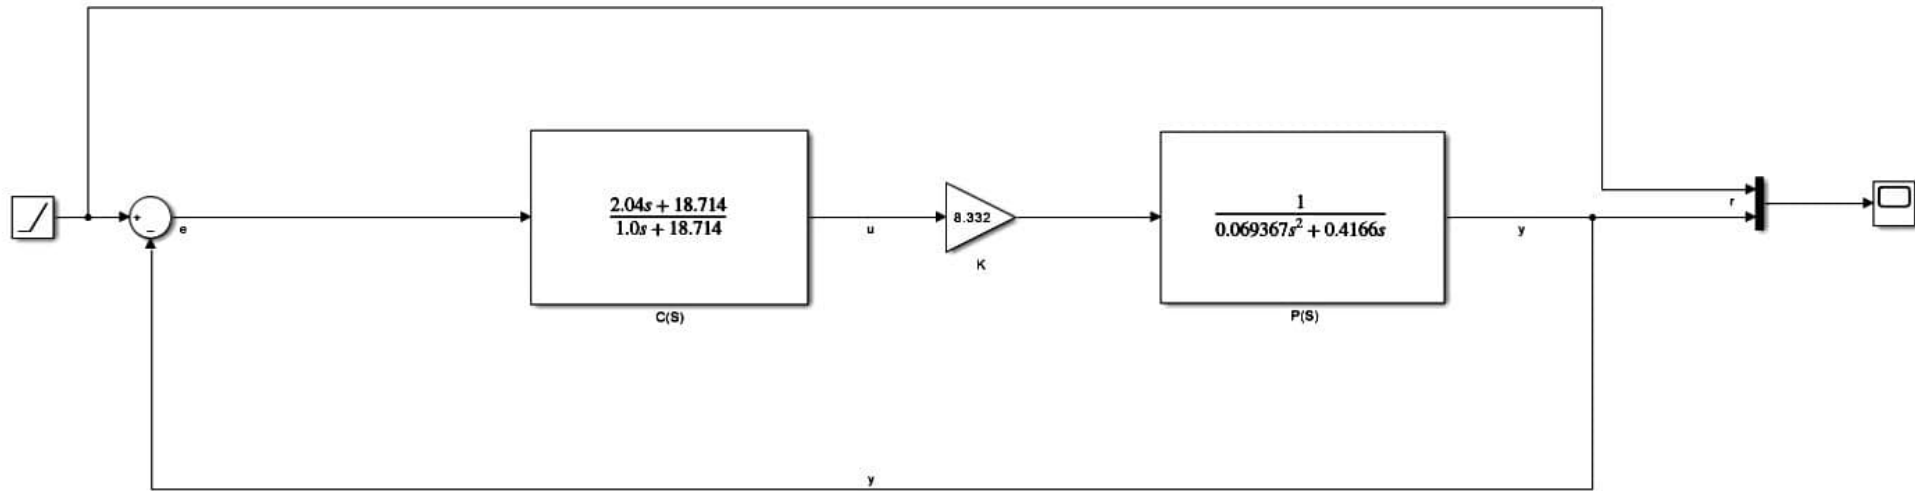 +
−
e
2.04s + 18.714
1.0s + 18.714
C(S)
u
8.332
K
1
0.069367s² + 0.4166s
P(S)
y
r
y